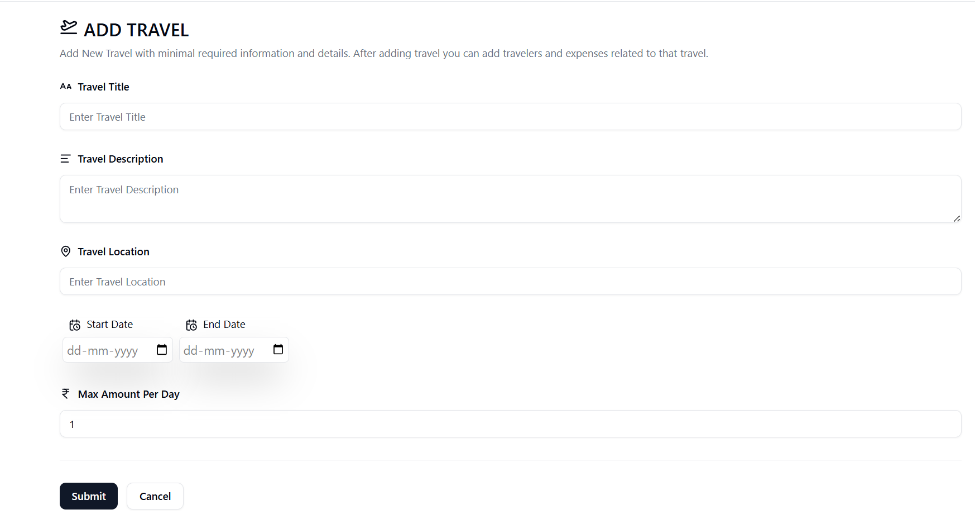 ADD TRAVEL
Add New Travel with minimal required information and details. After adding travel you can add travelers and expenses related to that travel.
AA Travel Title
Enter Travel Title
Travel Description
Enter Travel Description
Travel Location
Enter Travel Location
Start Date End Date
dd-mm-yyyy dd-mm-yyyy
₹ Max Amount Per Day
1
Submit Cancel